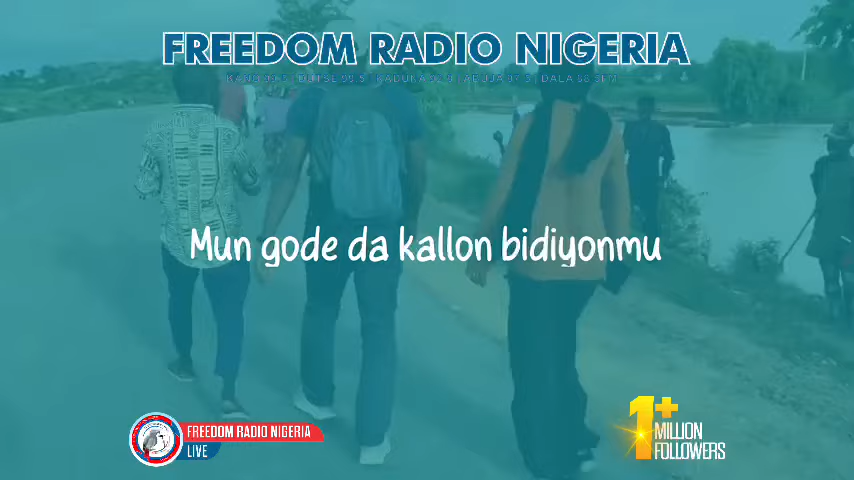 FREEDOM RADIO NIGERIA
Mun gode da kallon bidiyonmu
FREEDOM RADIO NIGERIA
LIVE
1+
MILLION
FOLLOWERS